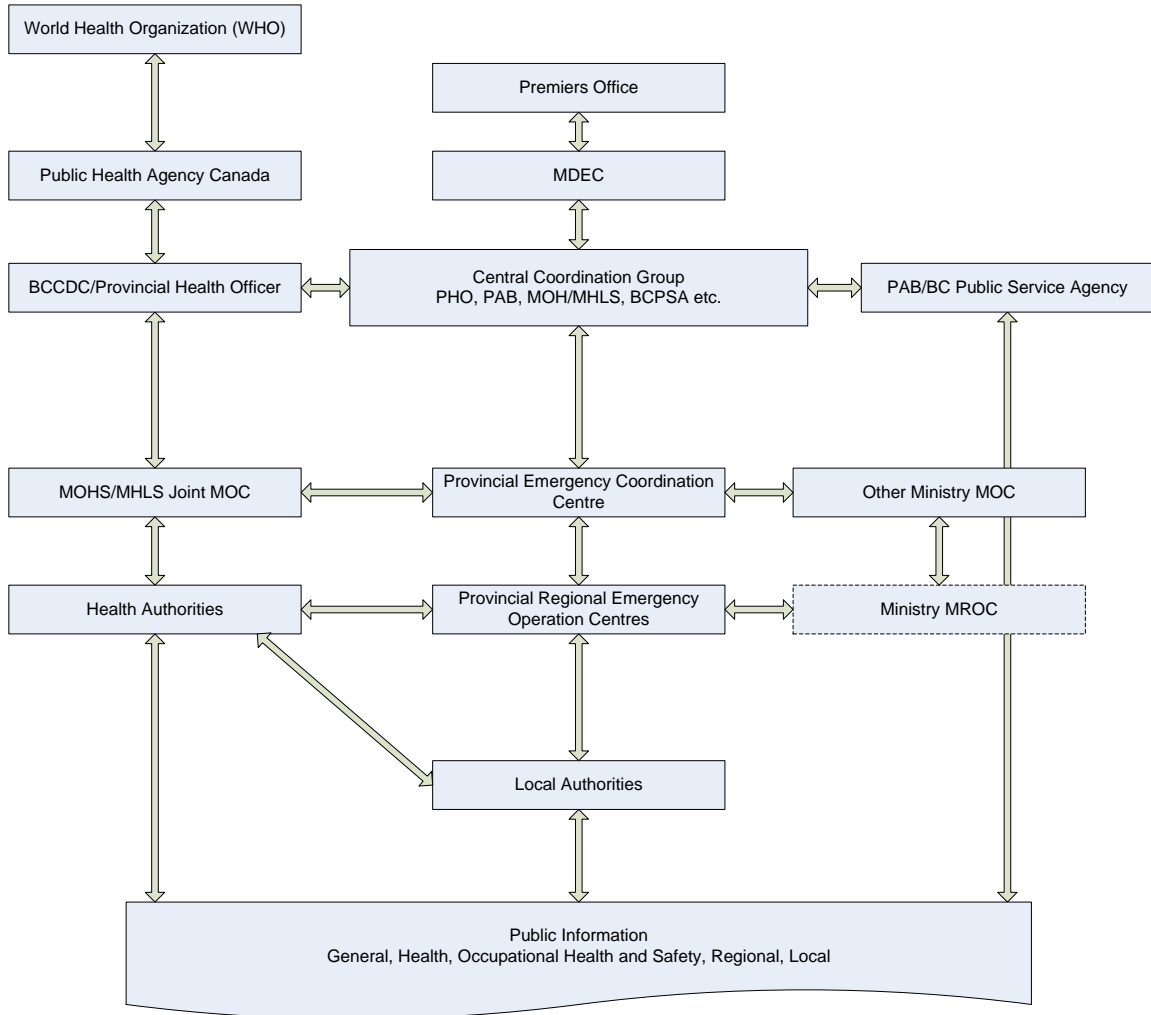 World Health Organization (WHO)
Premiers Office
Public Health Agency Canada
MDEC
BCCDC/Provincial Health Officer
Central Coordination Group
PHO, PAB, MOH/MHLS, BCPSA etc.
PAB/BC Public Service Agency
MOHS/MHLS Joint MOC
Provincial Emergency Coordination
Centre
Other Ministry MOC
Health Authorities
Provincial Regional Emergency
Operation Centres
Ministry MROC
Local Authorities
Public Information
General, Health, Occupational Health and Safety, Regional, Local